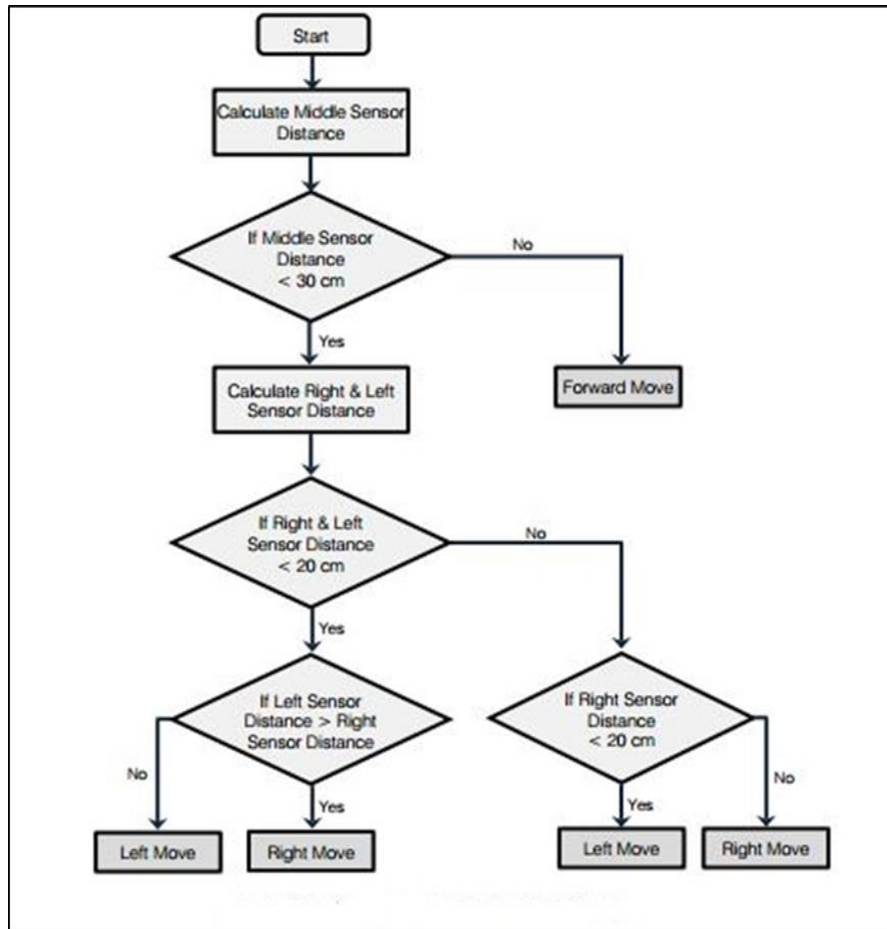 Start
Calculate Middle Sensor
Distance
If Middle Sensor
Distance
< 30 cm
No
Yes
Calculate Right & Left
Sensor Distance
Forward Move
If Right & Left
Sensor Distance
< 20 cm
No
Yes
If Left Sensor
Distance > Right
Sensor Distance
If Right Sensor
Distance
< 20 cm
No
Yes
Yes
No
Left Move
Right Move
Left Move
Right Move